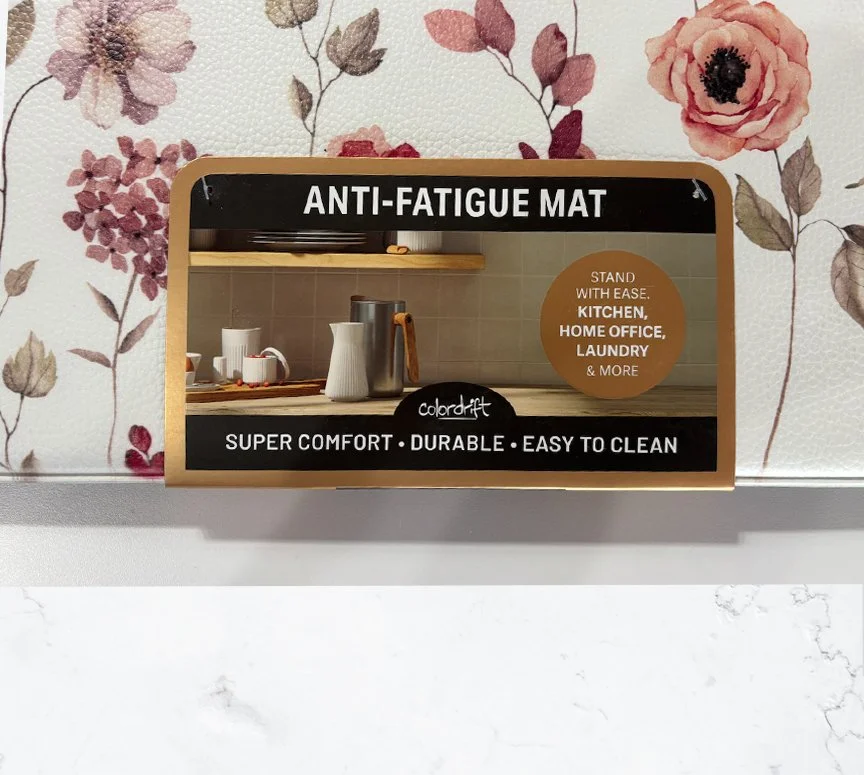 ANTI-FATIGUE MAT
STAND
WITH EASE.
KITCHEN,
HOME OFFICE,
LAUNDRY
& MORE
colordrift
SUPER COMFORT • DURABLE • EASY TO CLEAN